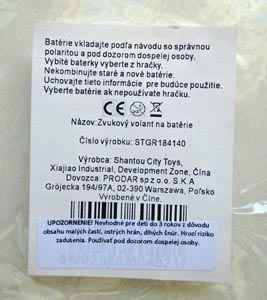 Batérie vkladajte podľa návodu so správnou
polaritou a pod dozorom dospelej osoby.
Vybité baterky vyberte z hračky.
Nekombinujte staré a nové batérie.
Uchovajte tieto informácie pre budúce použitie.
Vyberte batérie ak nepoužívate hračku.
CE
Názov: Zvukový volant na batérie
Číslo výrobku: STGR184140
Výrobca: Shantou City Toys,
Xiajiao Industrial, Development Zone, Čína
Dovozca: PRODAR sp z o.o. S.K.A
Grójecka 194/97A, 02-390 Warszawa, Poľsko
Vyrobené v Číne.
UPOZORNENIE! Nevhodné pre deti do 3 rokov z dôvodu
obsahu malých častí, ostrých hrán, dlhých šnúr. Hrozí riziko
zadusenia. Používať pod dozorom dospelej osoby.